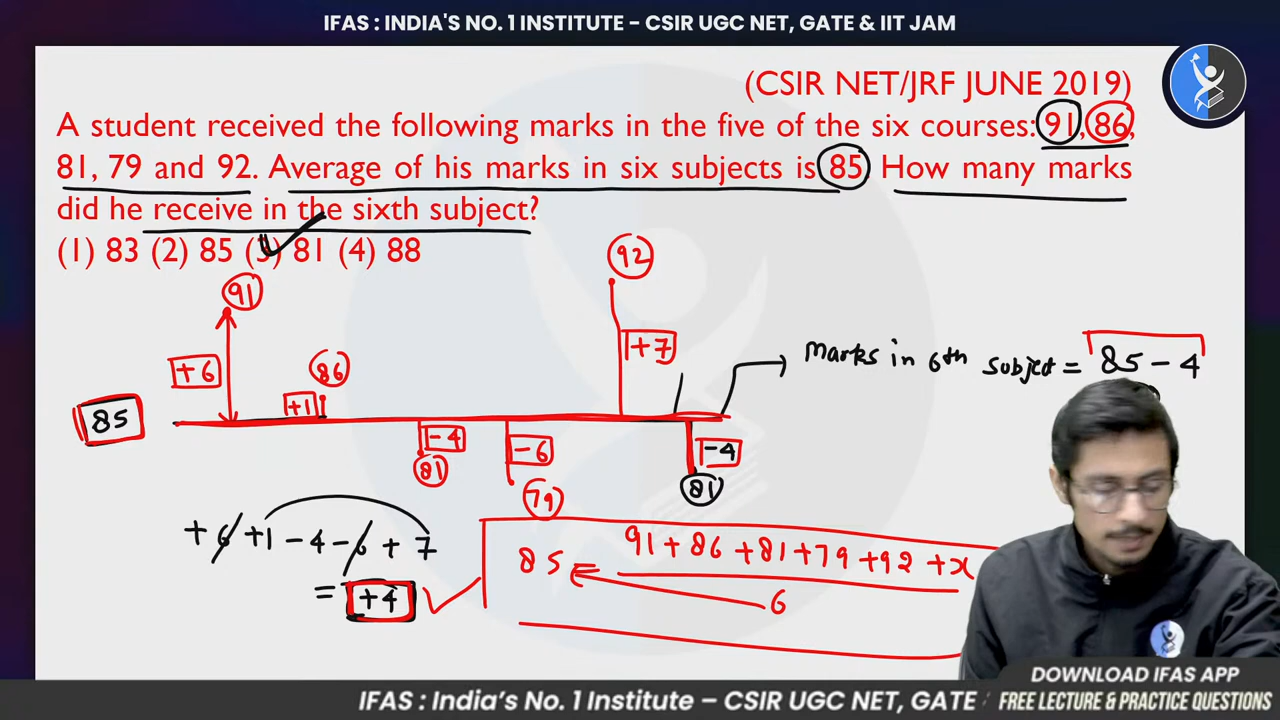 IFAS : INDIA'S NO. 1 INSTITUTE – CSIR UGC NET, GATE & IIT JAM
(CSIR NET/JRF JUNE 2019)
A student received the following marks in the five of the six courses: 91, 86,
81, 79 and 92. Average of his marks in six subjects is 85 How many marks
did he receive in the sixth subject?
(1) 83 (2) 85 (3) 81 (4) 88
91
92
+6
86
+7
Marks in 6th subject = 85 - 4
+1
85
-4
-6
-4
81
79
81
+6 +1 -4 -6 +7
= +4
85
91 + 86 + 81 + 79 + 92 + x
6
DOWNLOAD IFAS APP
IFAS : India's No. 1 Institute – CSIR UGC NET, GATE
FREE LECTURE & PRACTICE QUESTIONS